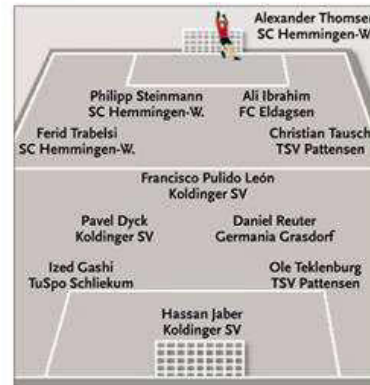 Alexander Thomsen
SC Hemmingen-W.
Philipp Steinmann
SC Hemmingen-W.
Ali Ibrahim
FC Eldagsen
Ferid Trabelsi
SC Hemmingen-W.
Christian Tausch
TSV Pattensen
Francisco Pulido León
Koldinger SV
Pavel Dyck
Koldinger SV
Daniel Reuter
Germania Grasdorf
Ized Gashi
TuSpo Schliekum
Ole Teklenburg
TSV Pattensen
Hassan Jaber
Koldinger SV